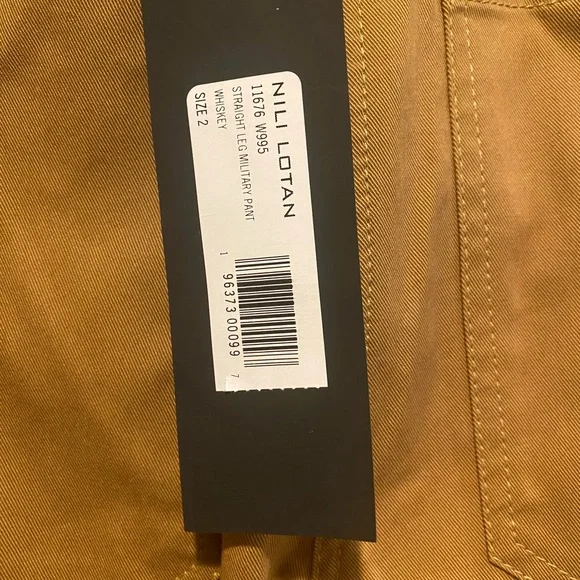 NILI LOTAN
11676 W995
STRAIGHT LEG MILITARY PANT
WHISKEY
SIZE 2
1 96373 00099 7